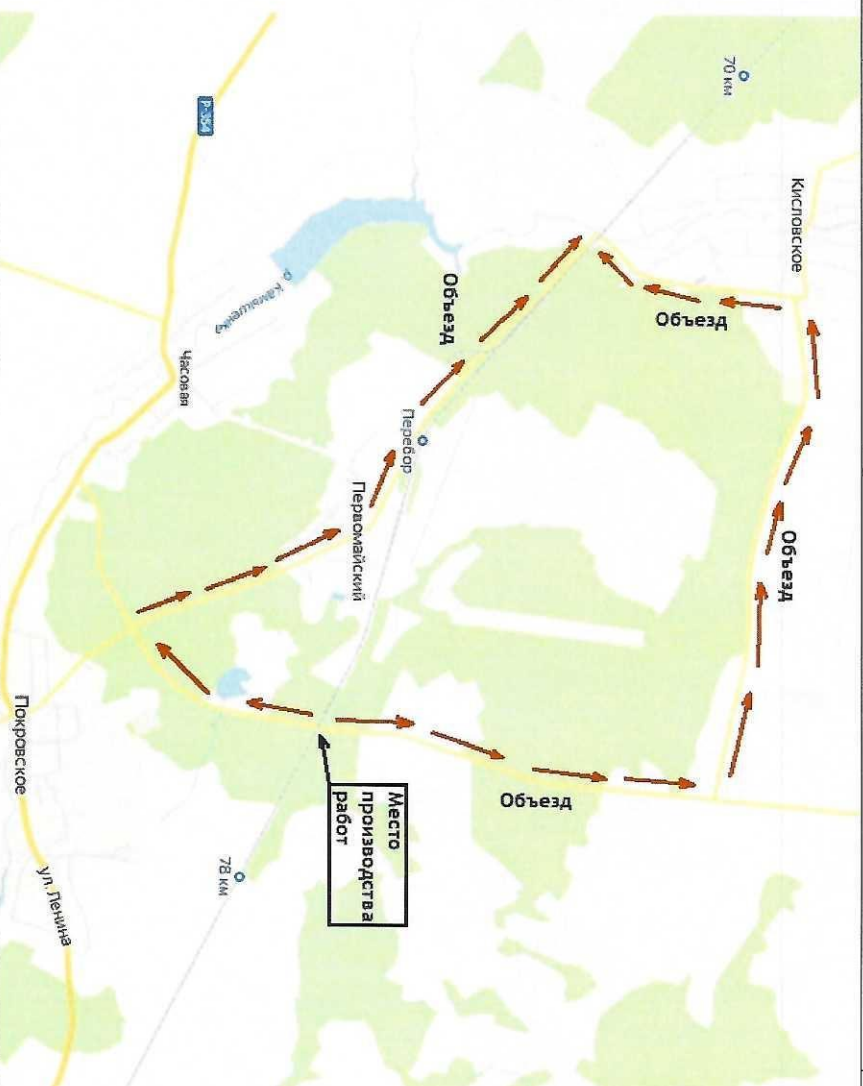 70 км
Кисловское
Р-354
р. Камышенка
Объезд
Объезд
Часовая
Перебор
Первомайский
Объезд
Объезд
Место
производства
работ
78 км
Покровское
ул. Ленина